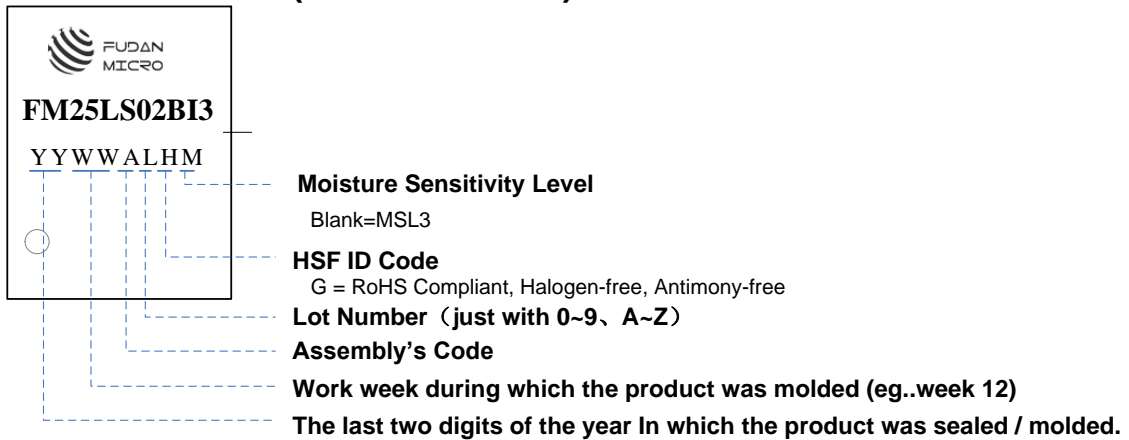 FUDAN
MICRO
FM25LS02BI3
YYWWALHM
Moisture Sensitivity Level
Blank=MSL3
HSF ID Code
G = RoHS Compliant, Halogen-free, Antimony-free
Lot Number（just with 0~9、A~Z）
Assembly's Code
Work week during which the product was molded (eg..week 12)
The last two digits of the year In which the product was sealed / molded.